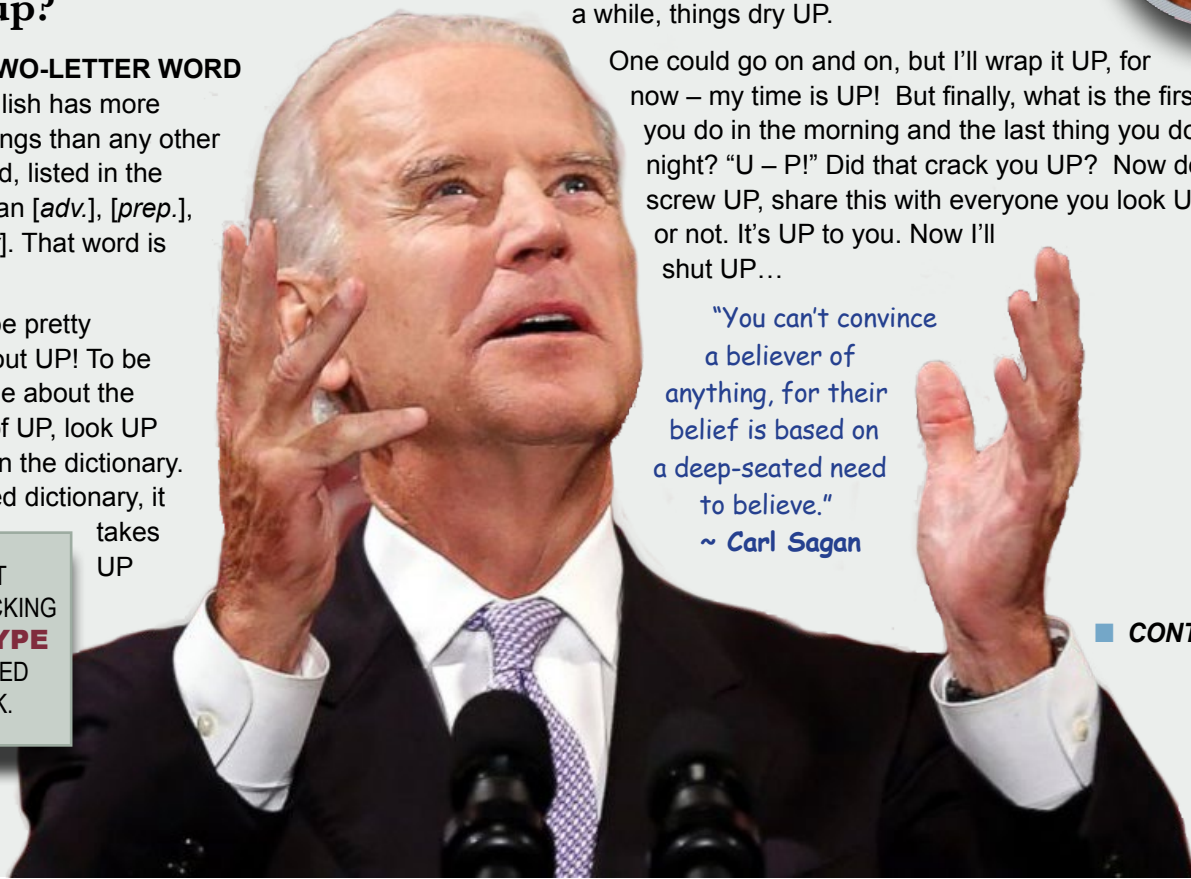 up?
WO-LETTER WORD
lish has more
ngs than any other
d, listed in the
an [adv.], [prep.],
]. That word is
be pretty
out UP! To be
e about the
of UP, look UP
n the dictionary.
ed dictionary, it
takes
UP
T
CKING
YPE
ED
K.
a while, things dry UP.
One could go on and on, but I'll wrap it UP, for
now – my time is UP! But finally, what is the firs
you do in the morning and the last thing you do
night? “U – P!” Did that crack you UP? Now do
screw UP, share this with everyone you look U
or not. It's UP to you. Now I'll
shut UP…
“You can't convince
a believer of
anything, for their
belief is based on
a deep-seated need
to believe.”
~ Carl Sagan
■ CONT